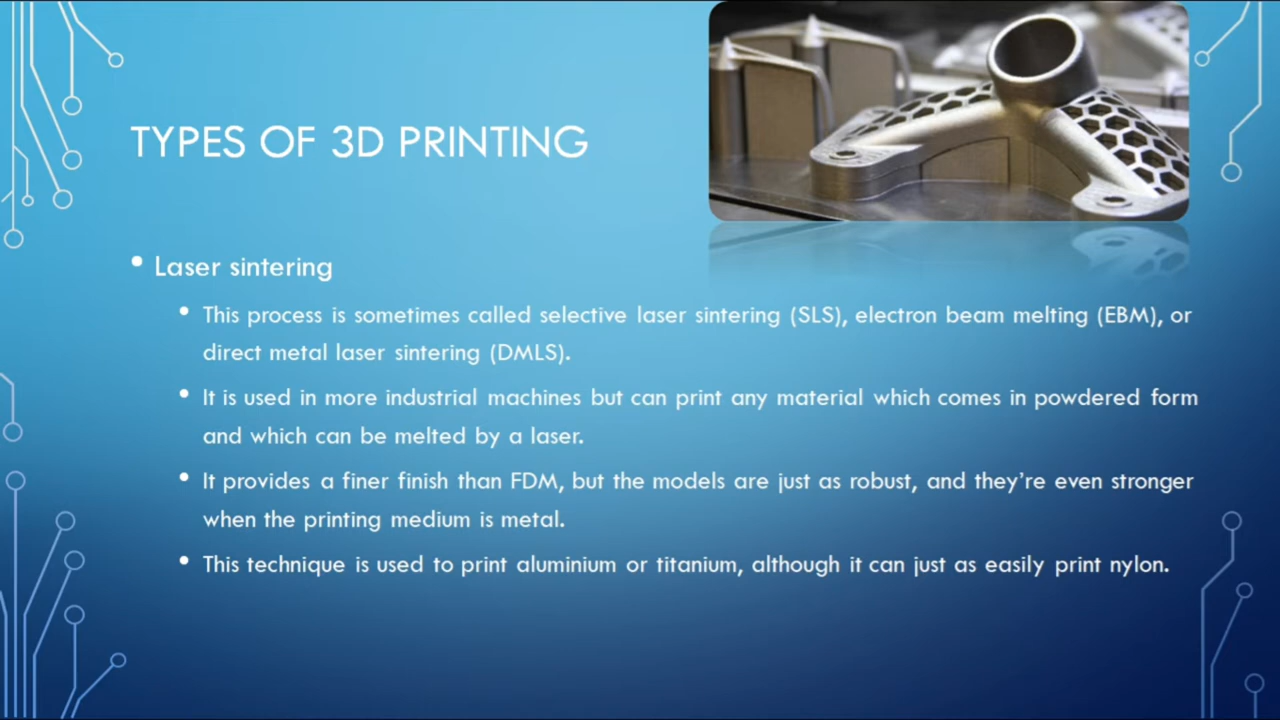 TYPES OF 3D PRINTING
• Laser sintering
• This process is sometimes called selective laser sintering (SLS), electron beam melting (EBM), or
direct metal laser sintering (DMLS).
• It is used in more industrial machines but can print any material which comes in powdered form
and which can be melted by a laser.
• It provides a finer finish than FDM, but the models are just as robust, and they’re even stronger
when the printing medium is metal.
• This technique is used to print aluminium or titanium, although it can just as easily print nylon.